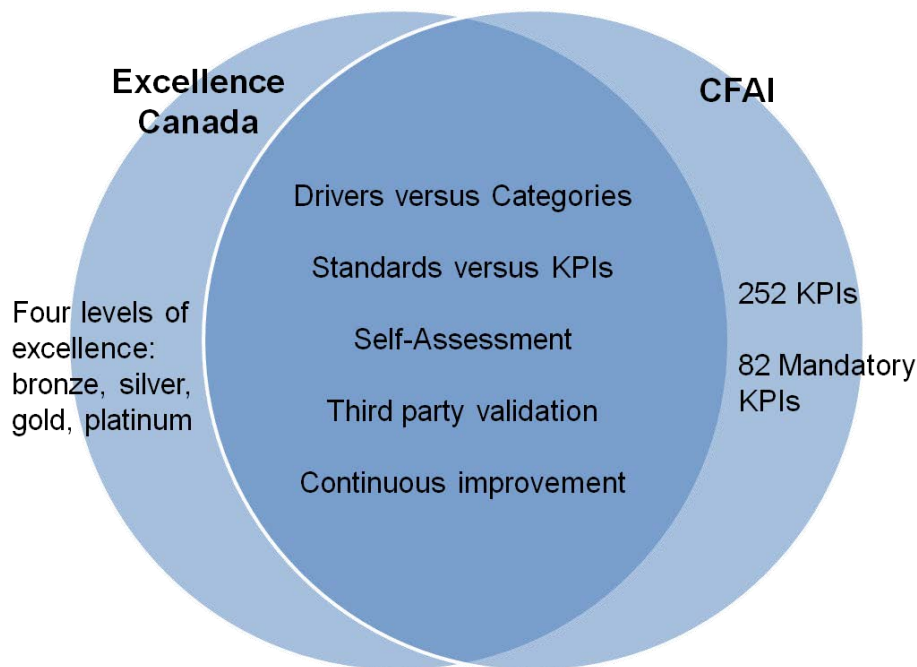 Excellence
Canada
CFAI
Drivers versus Categories
Standards versus KPIs
Self-Assessment
Third party validation
Continuous improvement
Four levels of
excellence:
bronze, silver,
gold, platinum
252 KPIs
82 Mandatory
KPIs